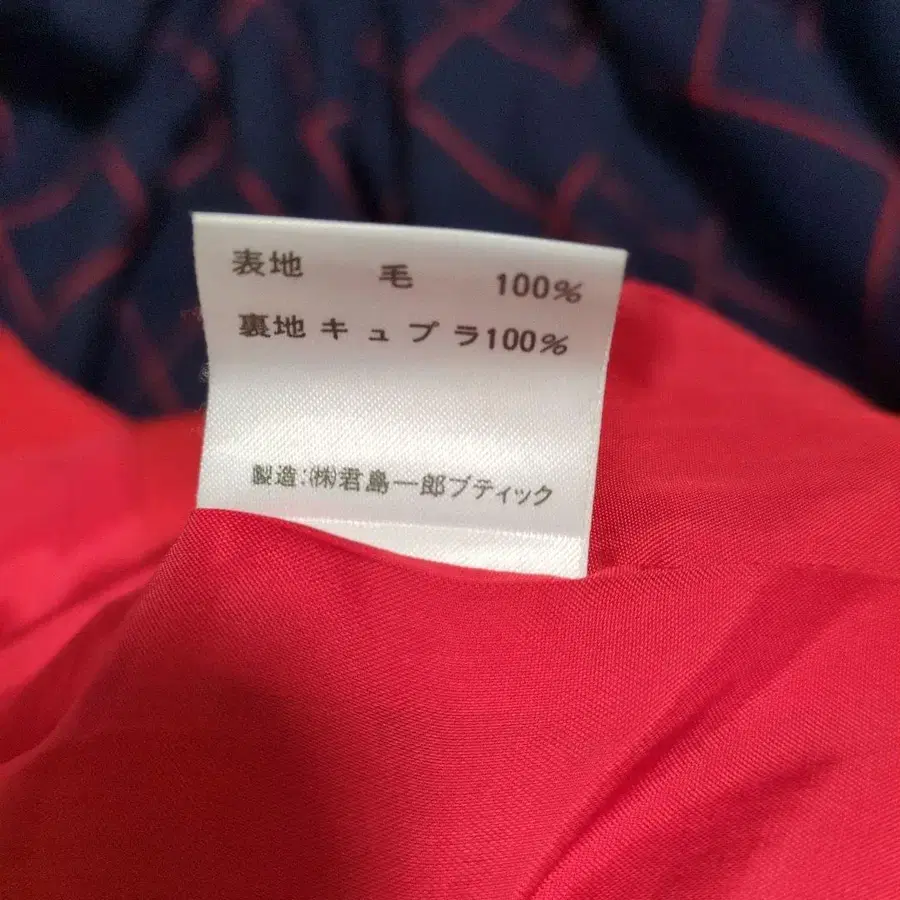 表地 毛 100%
裏地 キュプラ100%
製造:㈱君島一郎ブティック